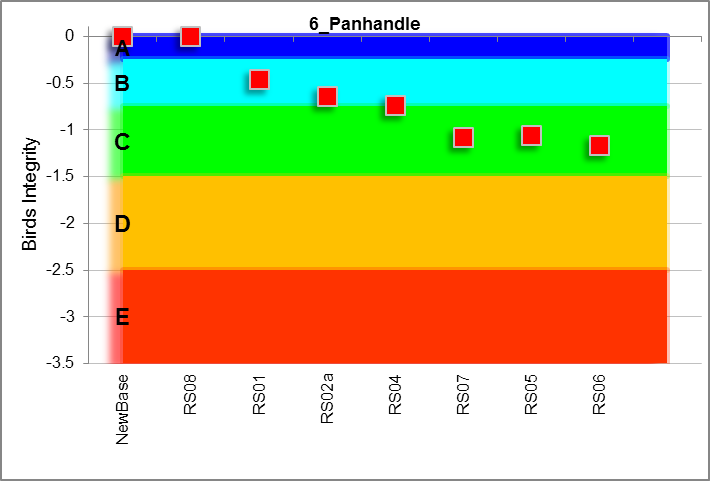 6_Panhandle
Birds Integrity
0
-0.5
-1
-1.5
-2
-2.5
-3
-3.5
A
B
C
D
E
NewBase
RS08
RS01
RS02a
RS04
RS07
RS05
RS06